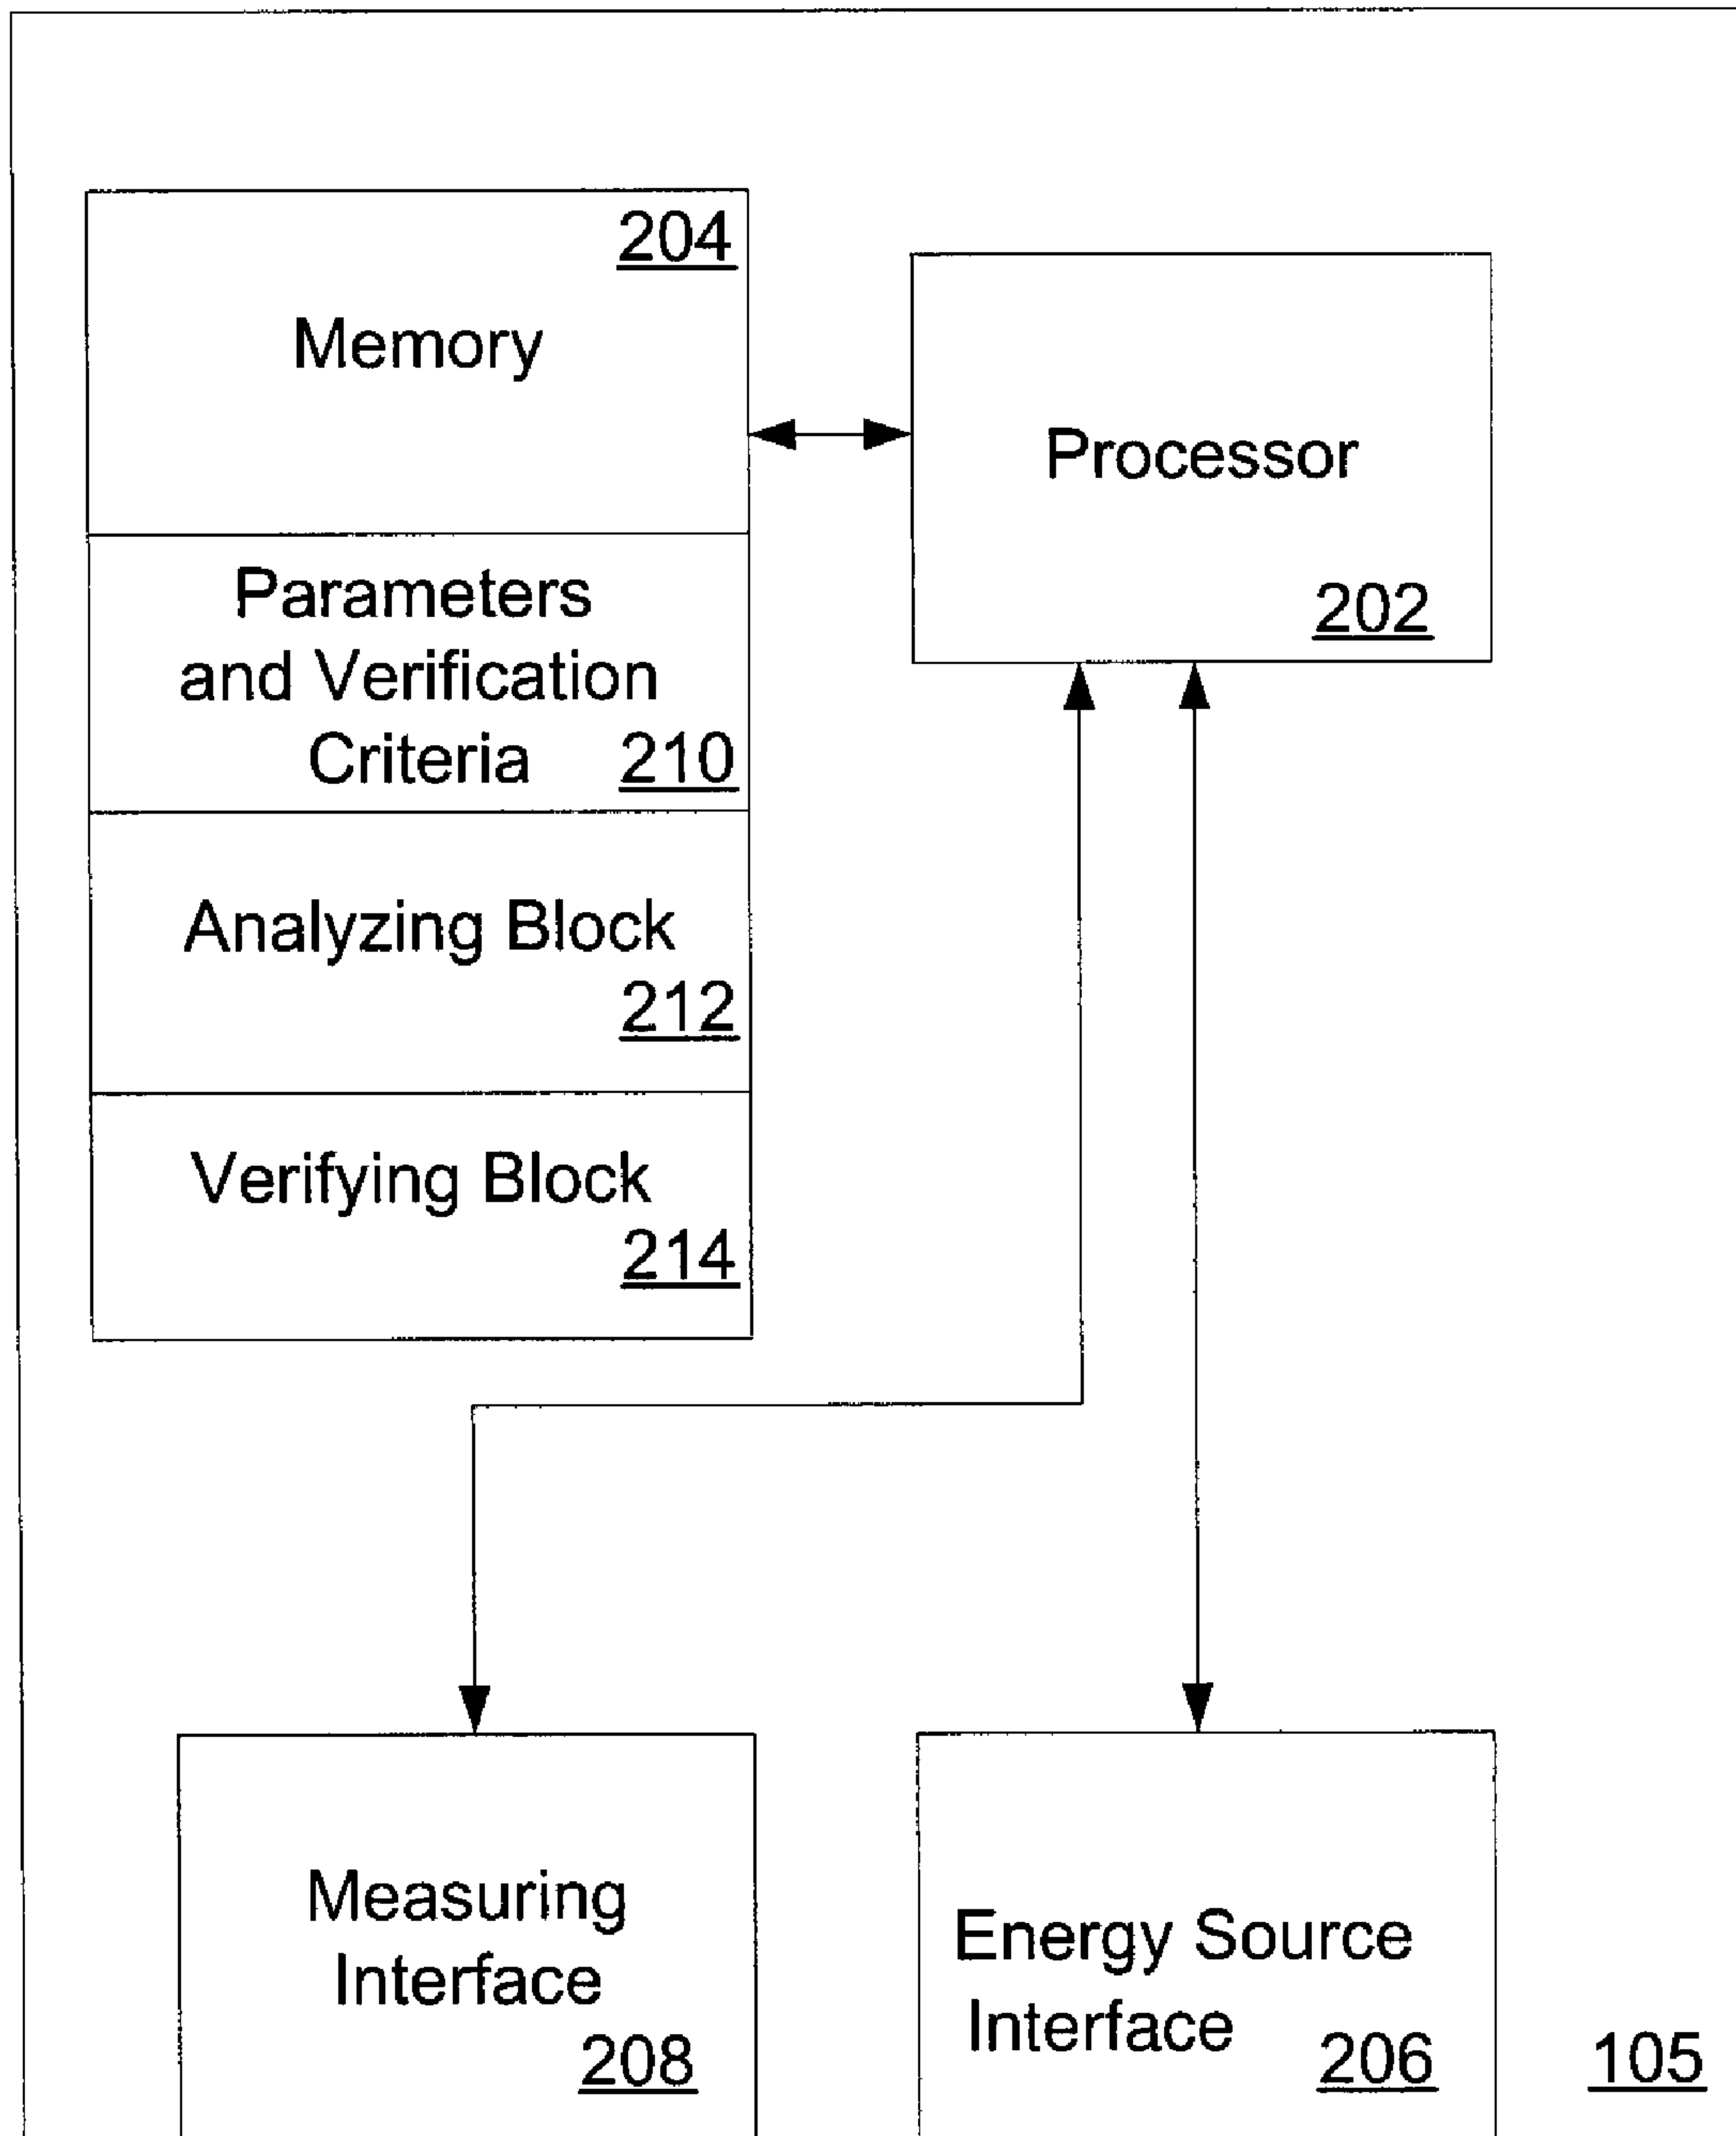 204
Memory
Processor
202
Parameters
and Verification
Criteria 210
Analyzing Block
212
Verifying Block
214
Measuring
Interface
208
Energy Source
Interface 206
105